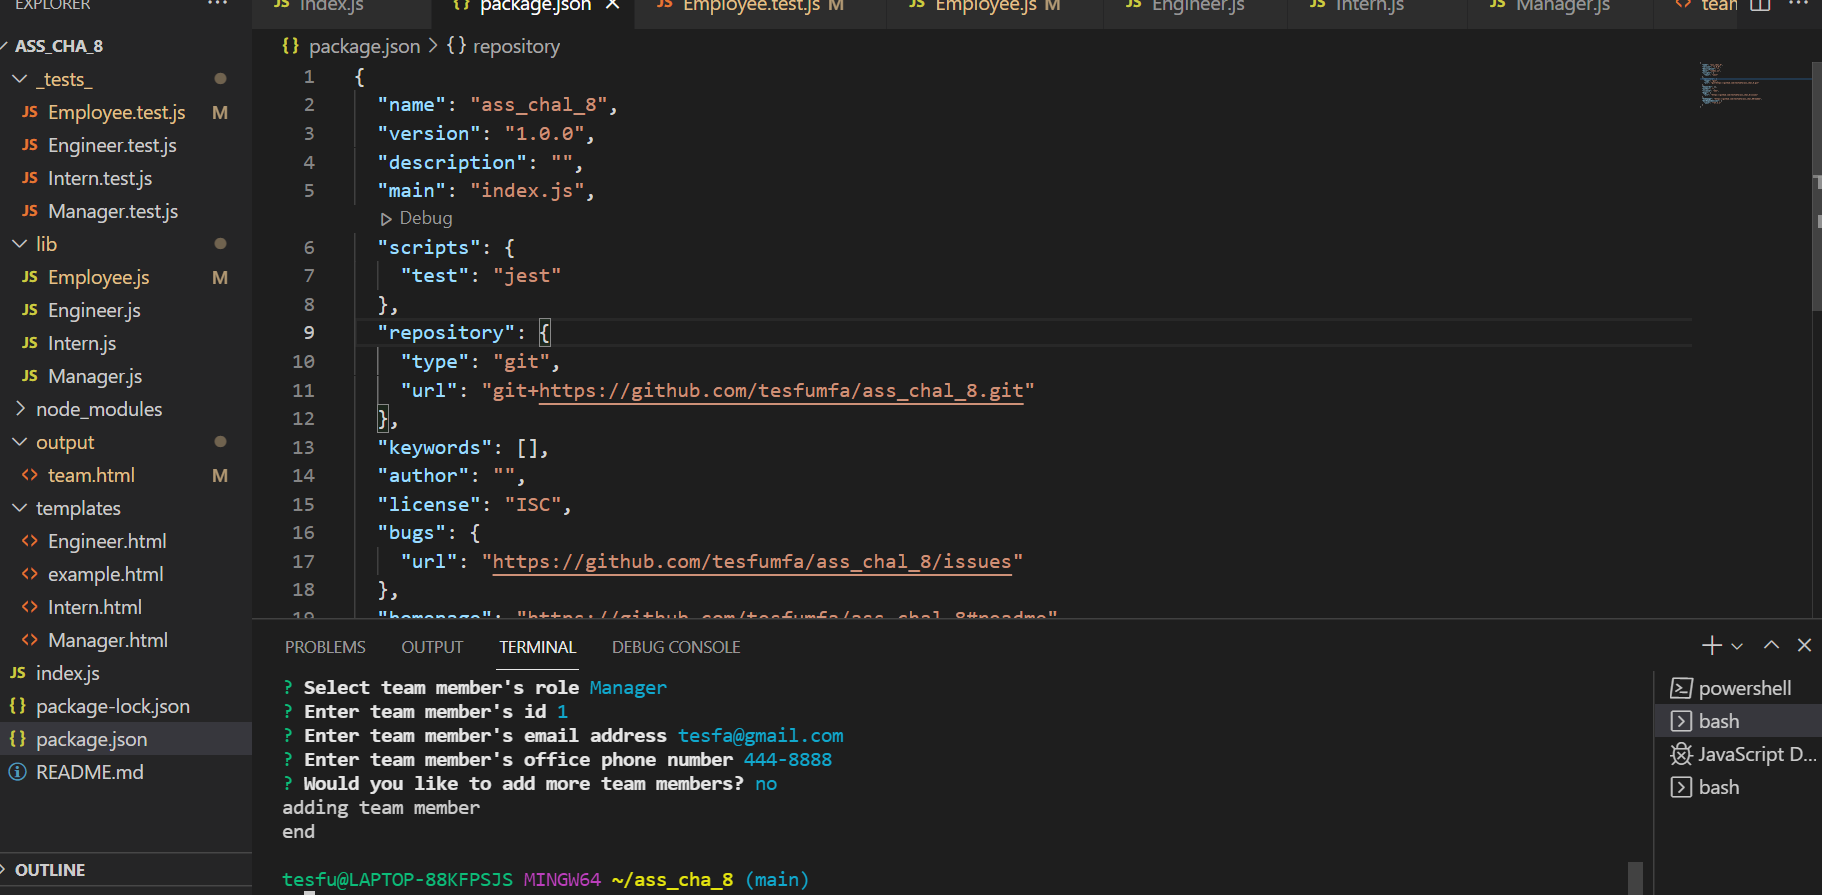 EXPLORER ...
ASS_CHA_8
_tests_
JS Employee.test.js M
JS Engineer.test.js
JS Intern.test.js
JS Manager.test.js
lib
JS Employee.js M
JS Engineer.js
JS Intern.js
JS Manager.js
node_modules
output
<> team.html M
templates
<> Engineer.html
<> example.html
<> Intern.html
<> Manager.html
JS index.js
{} package-lock.json
{} package.json
README.md
OUTLINE
JS index.js
{} package.json
JS Employee.test.js M
JS Employee.js M
JS Engineer.js
JS Intern.js
JS Manager.js
<> team
{} package.json > {} repository
1 {
2 "name": "ass_chal_8",
3 "version": "1.0.0",
4 "description": "",
5 "main": "index.js",
Debug
6 "scripts": {
7 "test": "jest"
8 },
9 "repository": {
10 "type": "git",
11 "url": "git+https://github.com/tesfumfa/ass_chal_8.git"
12 },
13 "keywords": [],
14 "author": "",
15 "license": "ISC",
16 "bugs": {
17 "url": "https://github.com/tesfumfa/ass_chal_8/issues"
18 },
19 "homepage": "https://github.com/tesfumfa/ass_chal_8#readme"
PROBLEMS OUTPUT TERMINAL DEBUG CONSOLE
? Select team member's role Manager
? Enter team member's id 1
? Enter team member's email address tesfa@gmail.com
? Enter team member's office phone number 444-8888
? Would you like to add more team members? no
adding team member
end
tesfu@LAPTOP-88KFPSJS MINGW64 ~/ass_cha_8 (main)
powershell
bash
JavaScript D...
bash